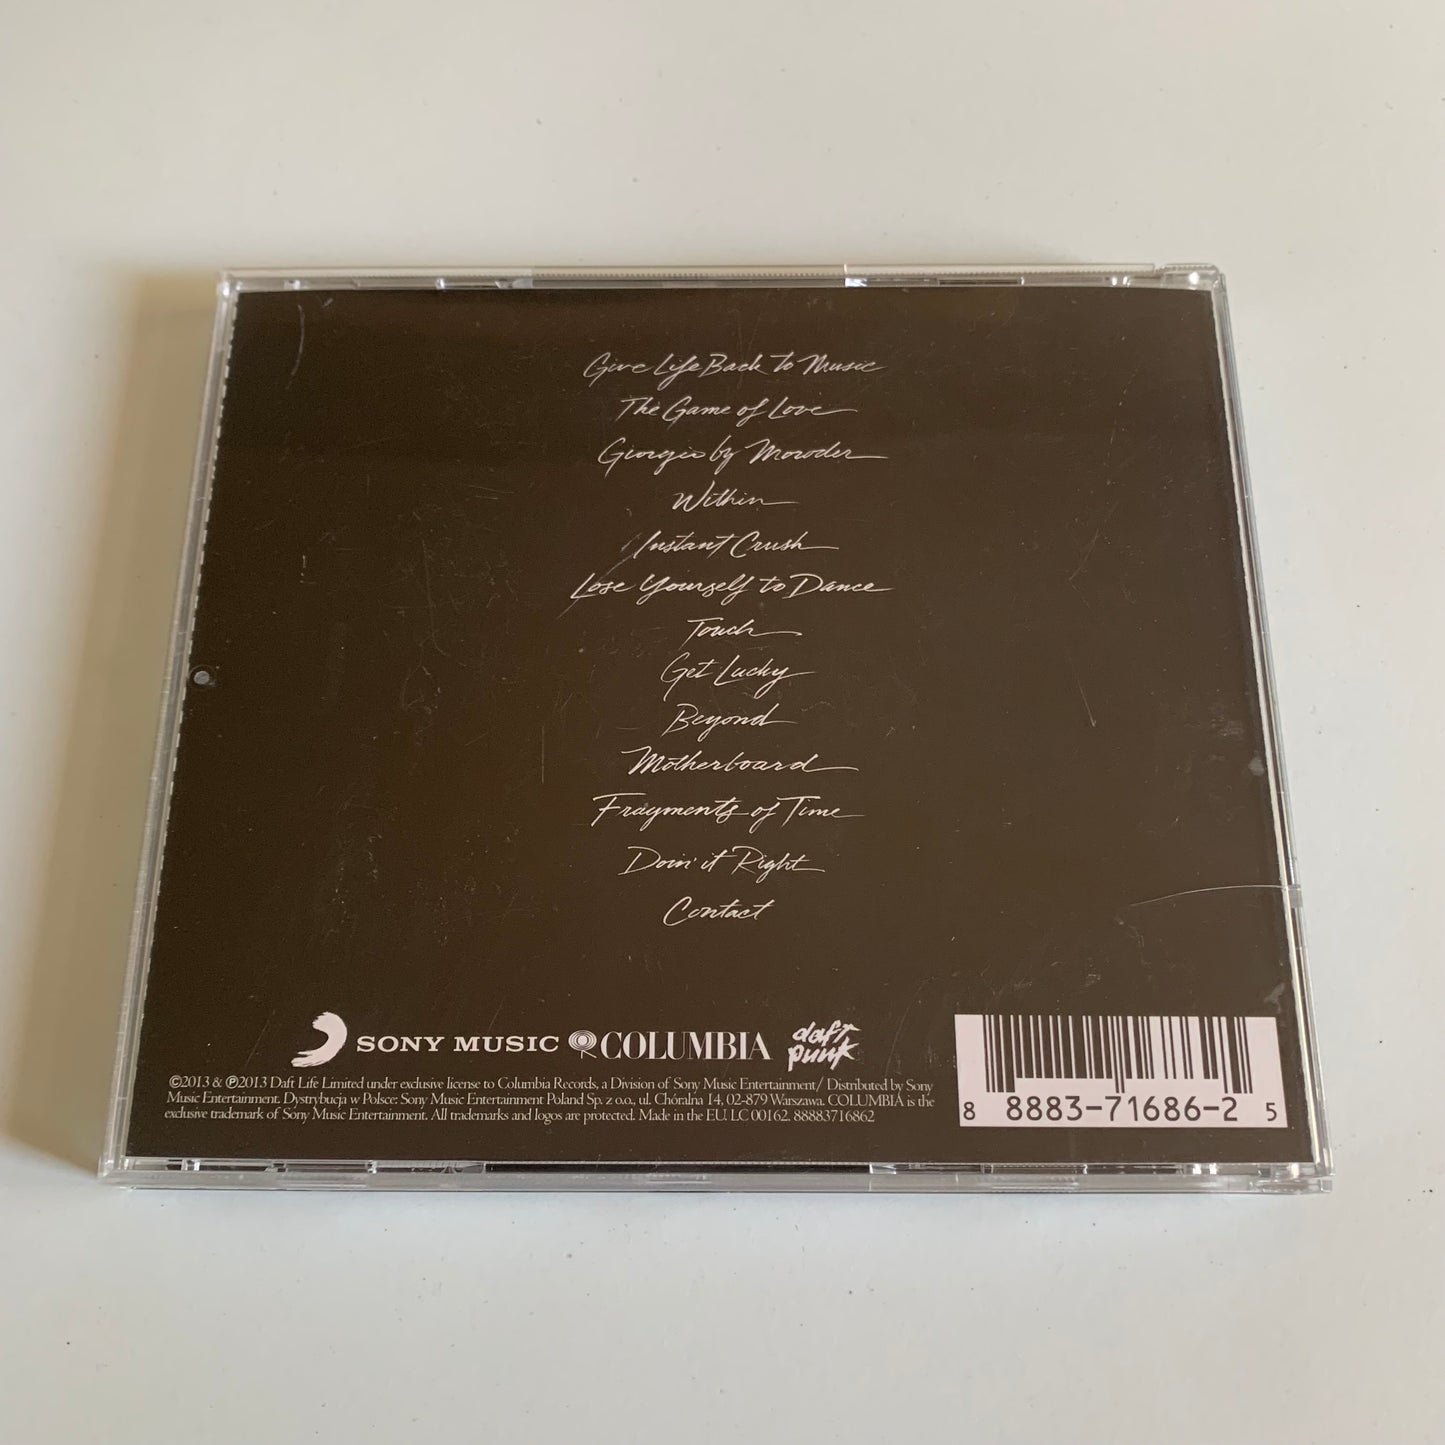 Give Life Back to Music
The Game of Love
Giorgio by Moroder
Within
Instant Crush
Lose Yourself to Dance
Touch
Get Lucky
Beyond
Motherboard
Fragments of Time
Doin' it Right
Contact
SONY MUSIC COLUMBIA daft punk
©2013 & ℗2013 Daft Life Limited under exclusive license to Columbia Records, a Division of Sony Music Entertainment/ Distributed by Sony
Music Entertainment. Dystrybucja w Polsce: Sony Music Entertainment Poland Sp. z o.o., ul. Chóralna 14, 02-879 Warszawa. COLUMBIA is the
exclusive trademark of Sony Music Entertainment. All trademarks and logos are protected. Made in the EU. LC 00162. 88883716862
8 8883-71686-2 5